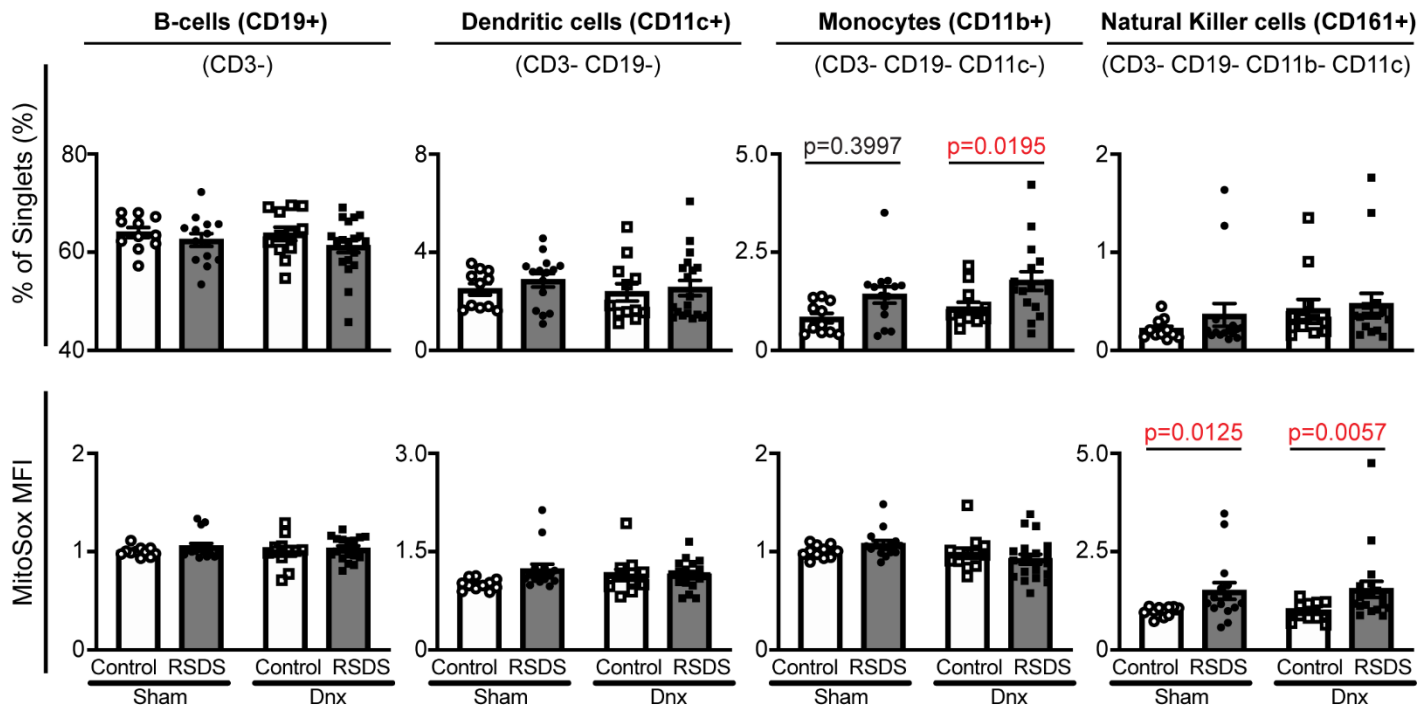 B-cells (CD19+)
(CD3-)
Dendritic cells (CD11c+)
(CD3- CD19-)
Monocytes (CD11b+)
(CD3- CD19- CD11c-)
Natural Killer cells (CD161+)
(CD3- CD19- CD11b- CD11c)
% of Singlets (%)
80
60
40
8
4
0
5.0
2.5
0
p=0.3997
p=0.0195
2
1
0
MitoSox MFI
2
1
0
3.0
1.5
0
2
1
0
5.0
2.5
0
p=0.0125
p=0.0057
Control RSDS Control RSDS
Sham Dnx
Control RSDS Control RSDS
Sham Dnx
Control RSDS Control RSDS
Sham Dnx
Control RSDS Control RSDS
Sham Dnx